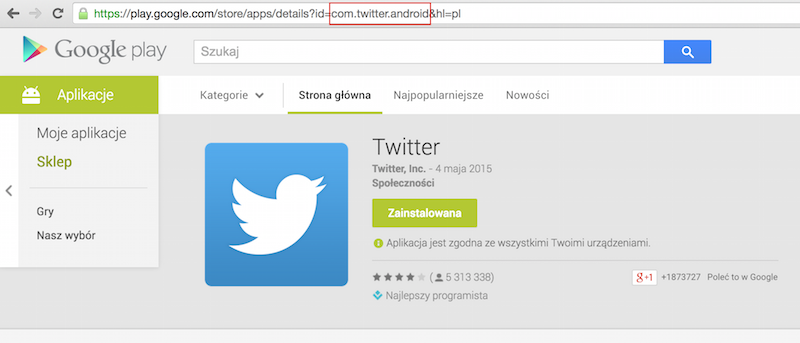 https://play.google.com/store/apps/details?id=com.twitter.android&hl=pl
Google play
Szukaj
Aplikacje
Kategorie
Strona główna
Najpopularniejsze
Nowości
Moje aplikacje
Sklep
Gry
Nasz wybór
Twitter
Twitter, Inc. - 4 maja 2015
Społeczności
Zainstalowana
Aplikacja jest zgodna ze wszystkimi Twoimi urządzeniami.
( 5 313 338)
g+1 +1873727 Poleć to w Google
Najlepszy programista